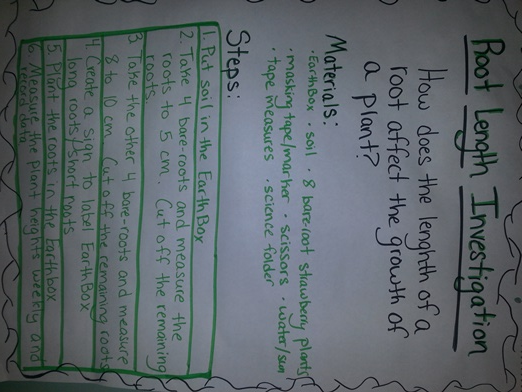 Root Length Investigation
How does the lenghth of a
root affect the growth of
a plant?
Materials:
· Earthbox · soil · 8 bareroot strawberry plants
· masking tape/marker · scissors · water/sun
· tape measures · science folder
Steps:
1. Put soil in the EarthBox
2. Take 4 bare-roots and measure the
roots to 5 cm. Cut off the remaining
roots
3. Take the other 4 bare-roots and measure
8 to 10 cm. Cut off the remaining roots
4. Create a sign to label EarthBox
long roots/short roots
5. Plant the roots in the Earthbox
6. Measure the plant heights weekly and
record data